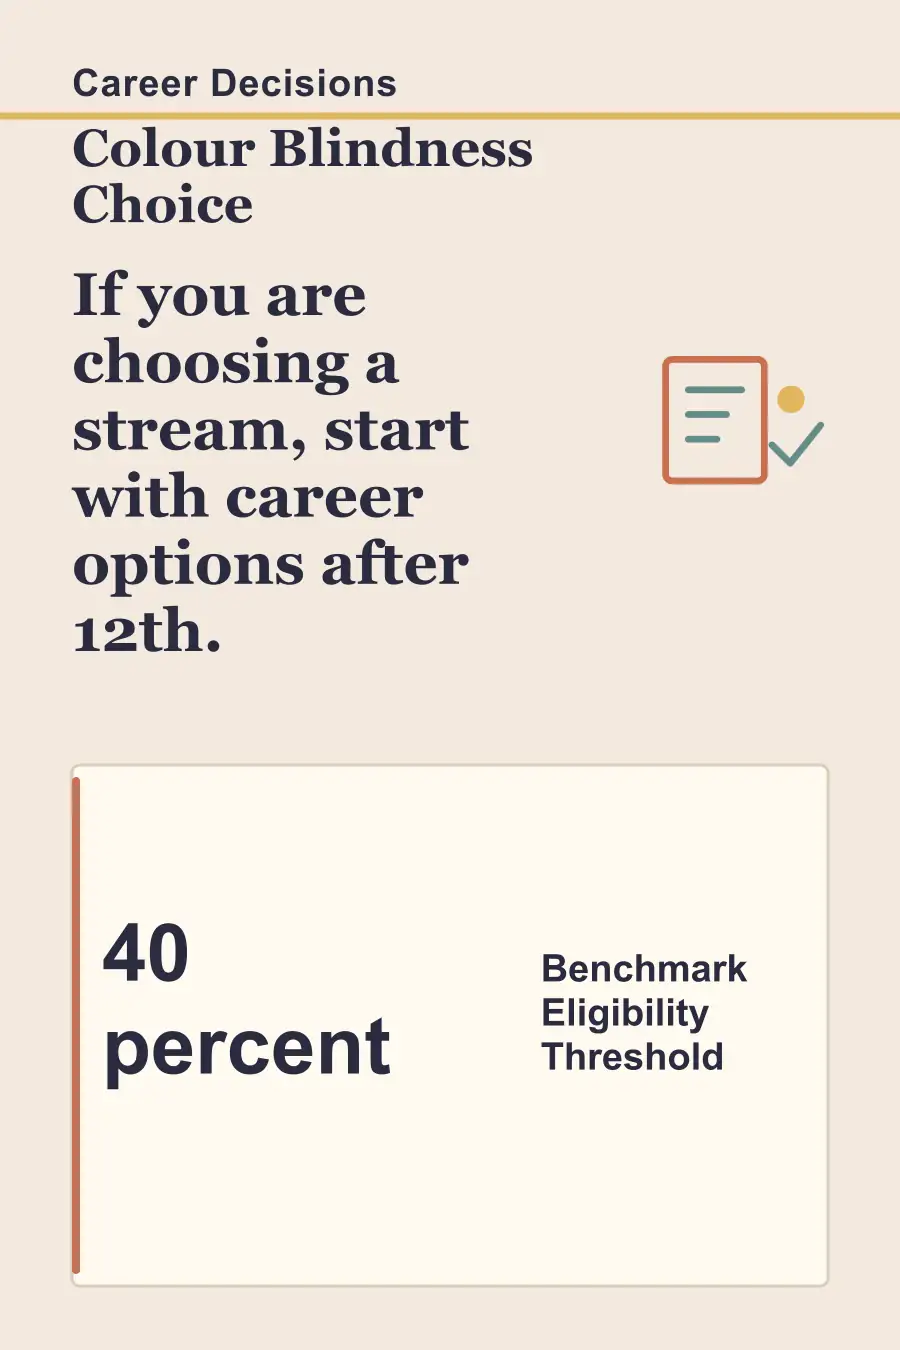 Career Decisions
Colour Blindness
Choice
If you are
choosing a
stream, start
with career
options after
12th.
40
percent
Benchmark
Eligibility
Threshold